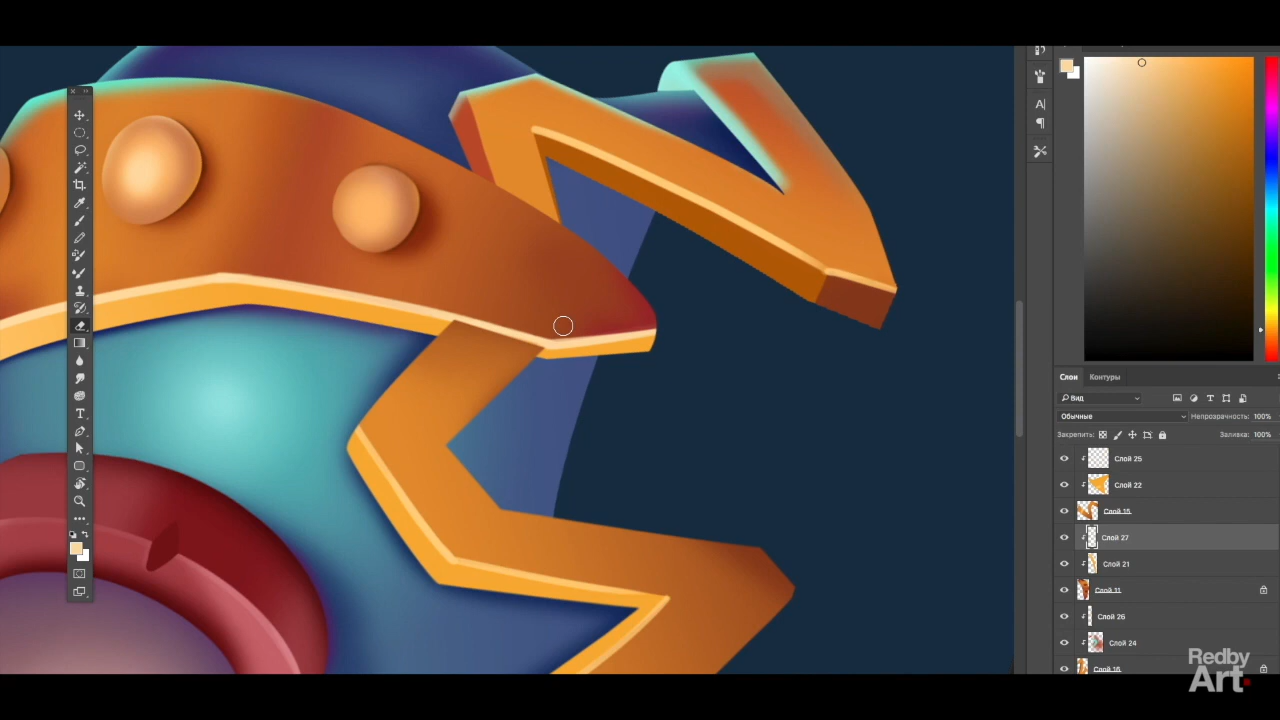 Слои Контуры
Вид
Обычные Непрозрачность: 100%
Закрепить: Заливка: 100%
Слой 25
Слой 22
Слой 15
Слой 27
Слой 21
Слой 11
Слой 26
Слой 24
Слой 16
Redby
Art